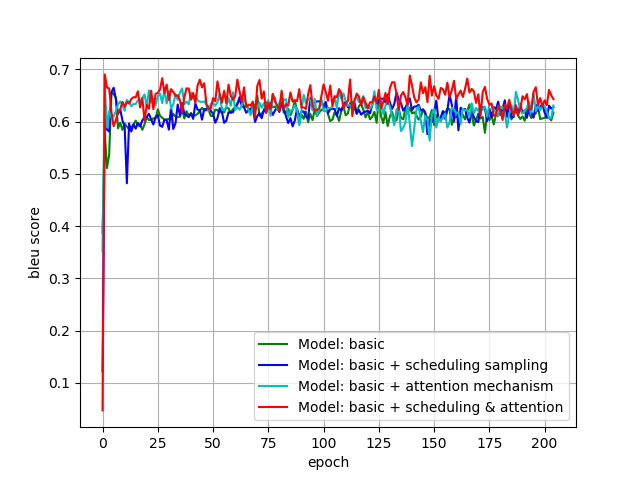 0.7
0.6
0.5
0.4
0.3
0.2
0.1
bleu score
Model: basic
Model: basic + scheduling sampling
Model: basic + attention mechanism
Model: basic + scheduling & attention
0 25 50 75 100 125 150 175 200
epoch